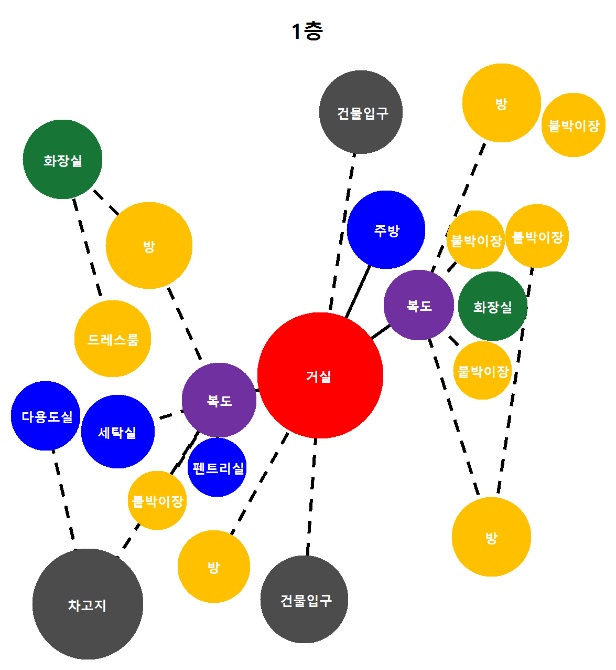 1층
방
건물입구
붙박이장
화장실
주방
붙박이장
붙박이장
방
복도
화장실
드레스룸
거실
붙박이장
복도
다용도실
세탁실
펜트리실
붙박이장
방
방
건물입구
차고지